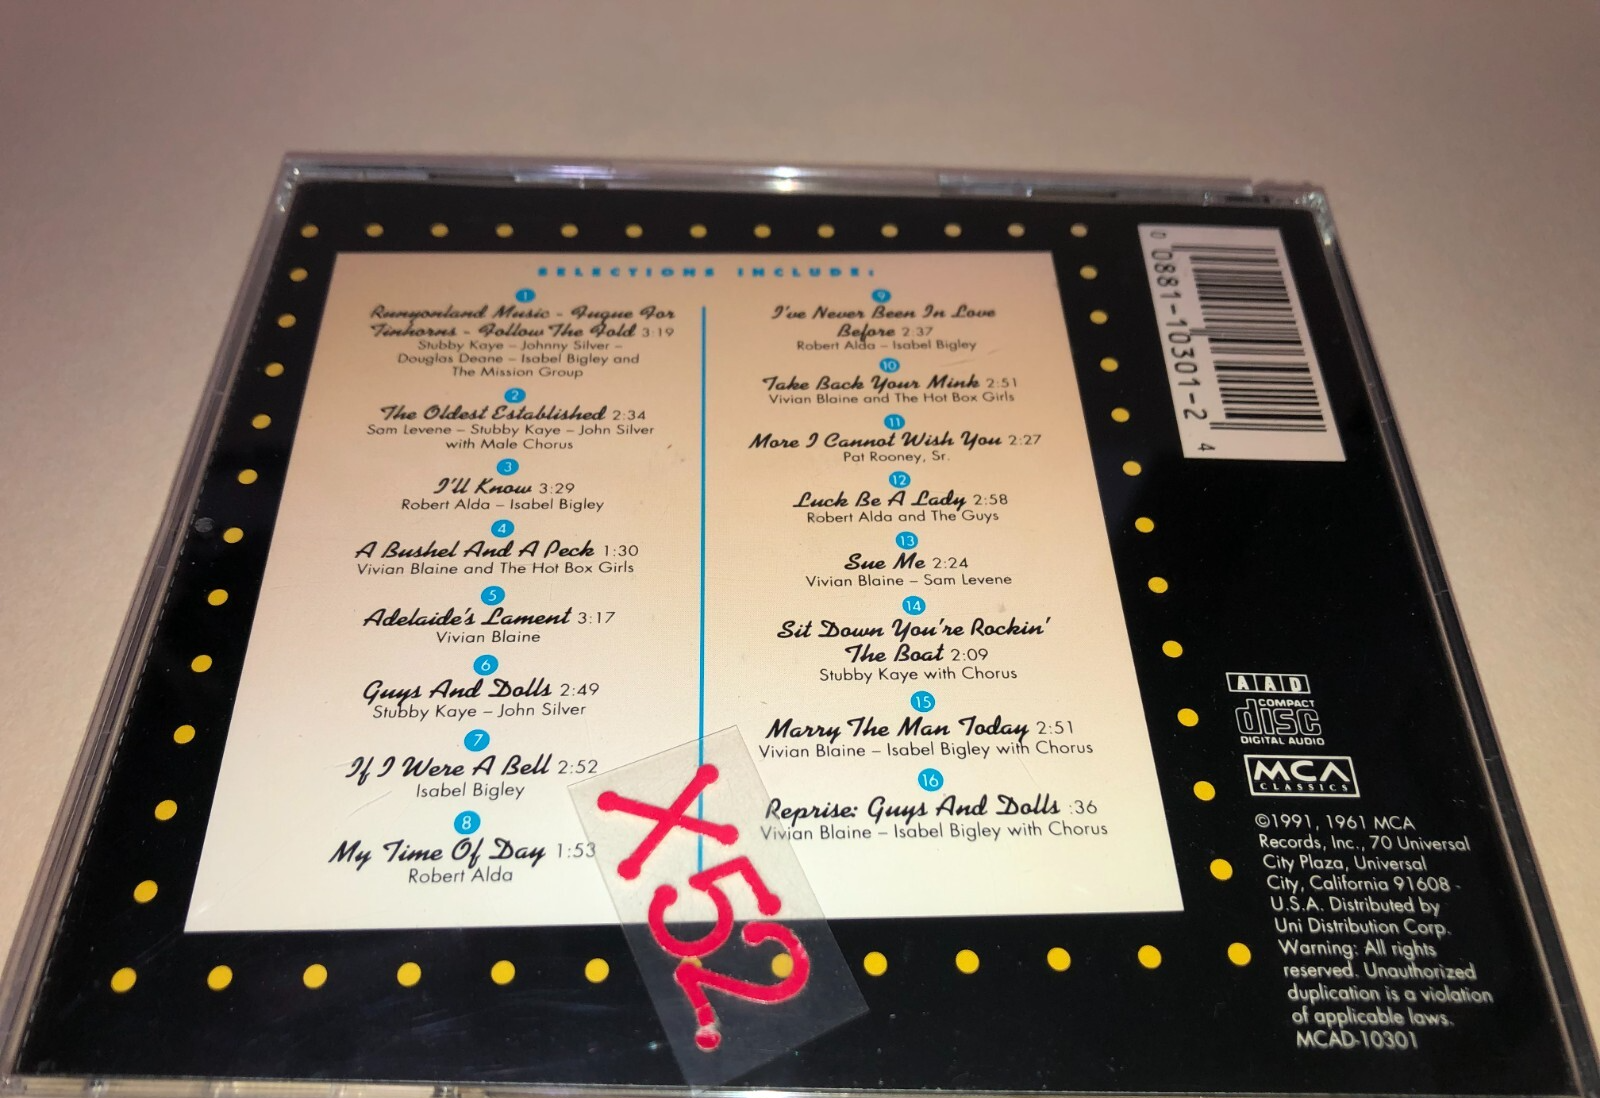 SELECTIONS INCLUDE:
1
Runyonland Music - Fugue For
Tinhorns - Follow The Fold 3:19
Stubby Kaye – Johnny Silver –
Douglas Deane – Isabel Bigley and
The Mission Group
2
The Oldest Established 2:34
Sam Levene – Stubby Kaye – John Silver
with Male Chorus
3
I'll Know 3:29
Robert Alda – Isabel Bigley
4
A Bushel And A Peck 1:30
Vivian Blaine and The Hot Box Girls
5
Adelaide's Lament 3:17
Vivian Blaine
6
Guys And Dolls 2:49
Stubby Kaye – John Silver
7
If I Were A Bell 2:52
Isabel Bigley
8
My Time Of Day 1:53
Robert Alda
9
I've Never Been In Love
Before 2:37
Robert Alda – Isabel Bigley
10
Take Back Your Mink 2:51
Vivian Blaine and The Hot Box Girls
11
More I Cannot Wish You 2:27
Pat Rooney, Sr.
12
Luck Be A Lady 2:58
Robert Alda and The Guys
13
Sue Me 2:24
Vivian Blaine – Sam Levene
14
Sit Down You're Rockin'
The Boat 2:09
Stubby Kaye with Chorus
15
Marry The Man Today 2:51
Vivian Blaine – Isabel Bigley with Chorus
16
Reprise: Guys And Dolls :36
Vivian Blaine – Isabel Bigley with Chorus
X52
0 0881-10301-2 4
AAD
COMPACT
disc
DIGITAL AUDIO
MCA
CLASSICS
©1991, 1961 MCA
Records, Inc., 70 Universal
City Plaza, Universal
City, California 91608 -
U.S.A. Distributed by
Uni Distribution Corp.
Warning: All rights
reserved. Unauthorized
duplication is a violation
of applicable laws.
MCAD-10301